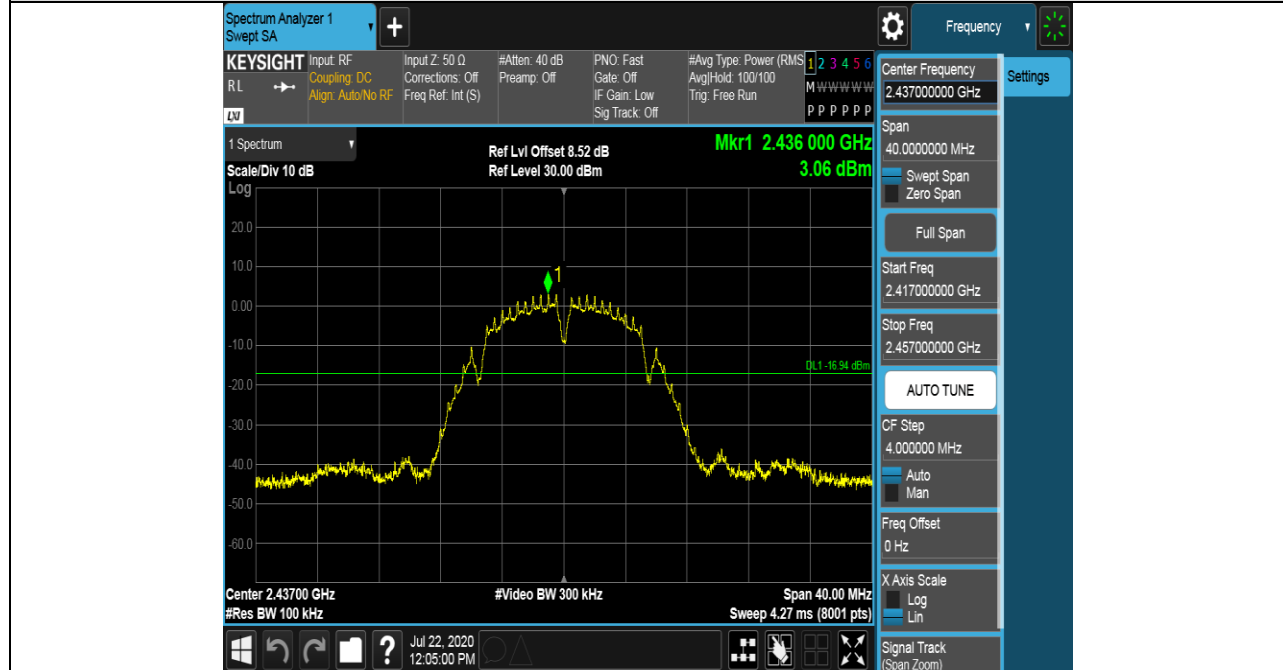 Spectrum Analyzer 1
Swept SA
+
Frequency
KEYSIGHT
RL
LXI
Input: RF
Coupling: DC
Align: Auto/No RF
Input Z: 50 Ω
Corrections: Off
Freq Ref: Int (S)
#Atten: 40 dB
Preamp: Off
PNO: Fast
Gate: Off
IF Gain: Low
Sig Track: Off
#Avg Type: Power (RMS
Avg|Hold: 100/100
Trig: Free Run
1 2 3 4 5 6
M W W W W W
P P P P P P
1 Spectrum
Scale/Div 10 dB
Log
Ref Lvl Offset 8.52 dB
Ref Level 30.00 dBm
Mkr1 2.436 000 GHz
3.06 dBm
20.0
10.0
0.00
-10.0
-20.0
-30.0
-40.0
-50.0
-60.0
1
DL1 -16.94 dBm
Center 2.43700 GHz
#Res BW 100 kHz
#Video BW 300 kHz
Span 40.00 MHz
Sweep 4.27 ms (8001 pts)
Center Frequency
2.437000000 GHz
Settings
Span
40.0000000 MHz
Swept Span
Zero Span
Full Span
Start Freq
2.417000000 GHz
Stop Freq
2.457000000 GHz
AUTO TUNE
CF Step
4.000000 MHz
Auto
Man
Freq Offset
0 Hz
X Axis Scale
Log
Lin
Signal Track
(Span Zoom)
?
Jul 22, 2020
12:05:00 PM